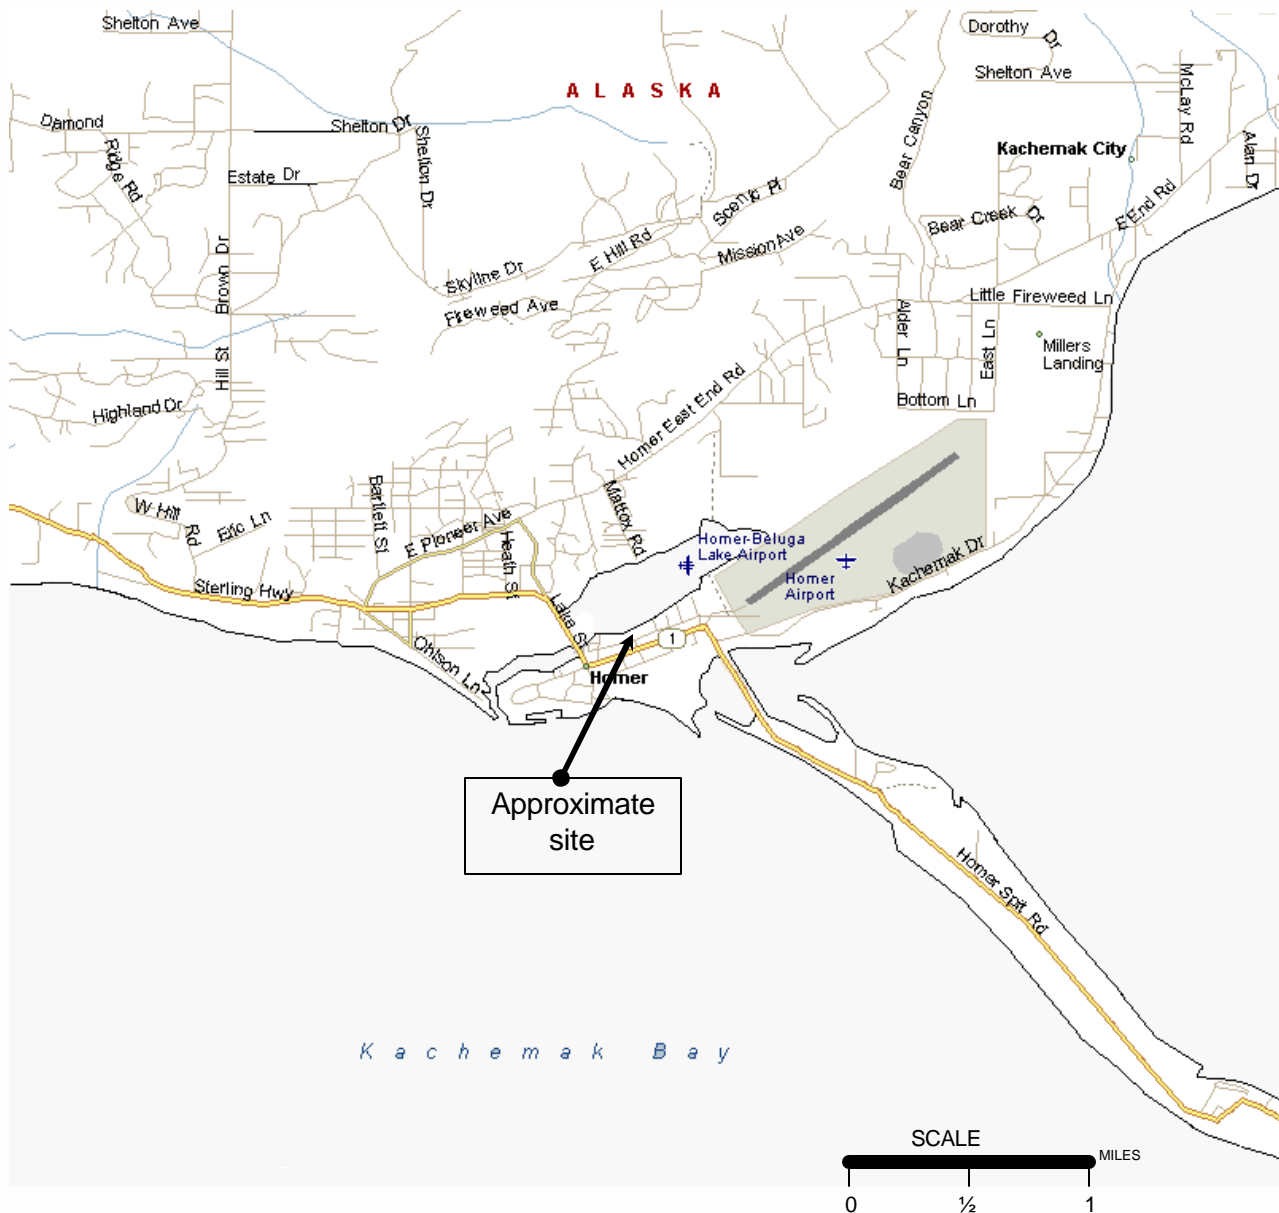 Shelton Ave
Dorothy Dr
Shelton Ave
McLay Rd
ALASKA
Damond
Ridge Rd
Shelton Dr
Shelton Dr
Estate Dr
Bear Canyon
Kachemak City
Alan Dr
Scenic Pl
E End Rd
Bear Creek Dr
Brown Dr
E Hill Rd
Mission Ave
Skyline Dr
Fireweed Ave
Little Fireweed Ln
Alder Ln
East Ln
Millers
Landing
Hill St
Highland Dr
Homer East End Rd
Bottom Ln
W Hill Rd
Eric Ln
Bartlett St
E Pioneer Ave
Heath St
Mattox Rd
Homer-Beluga
Lake Airport
Homer
Airport
Kachemak Dr
Sterling Hwy
Lake St
1
Ohlson Ln
Homer
Approximate
site
Homer Spit Rd
Kachemak Bay
SCALE
MILES
0 ½ 1